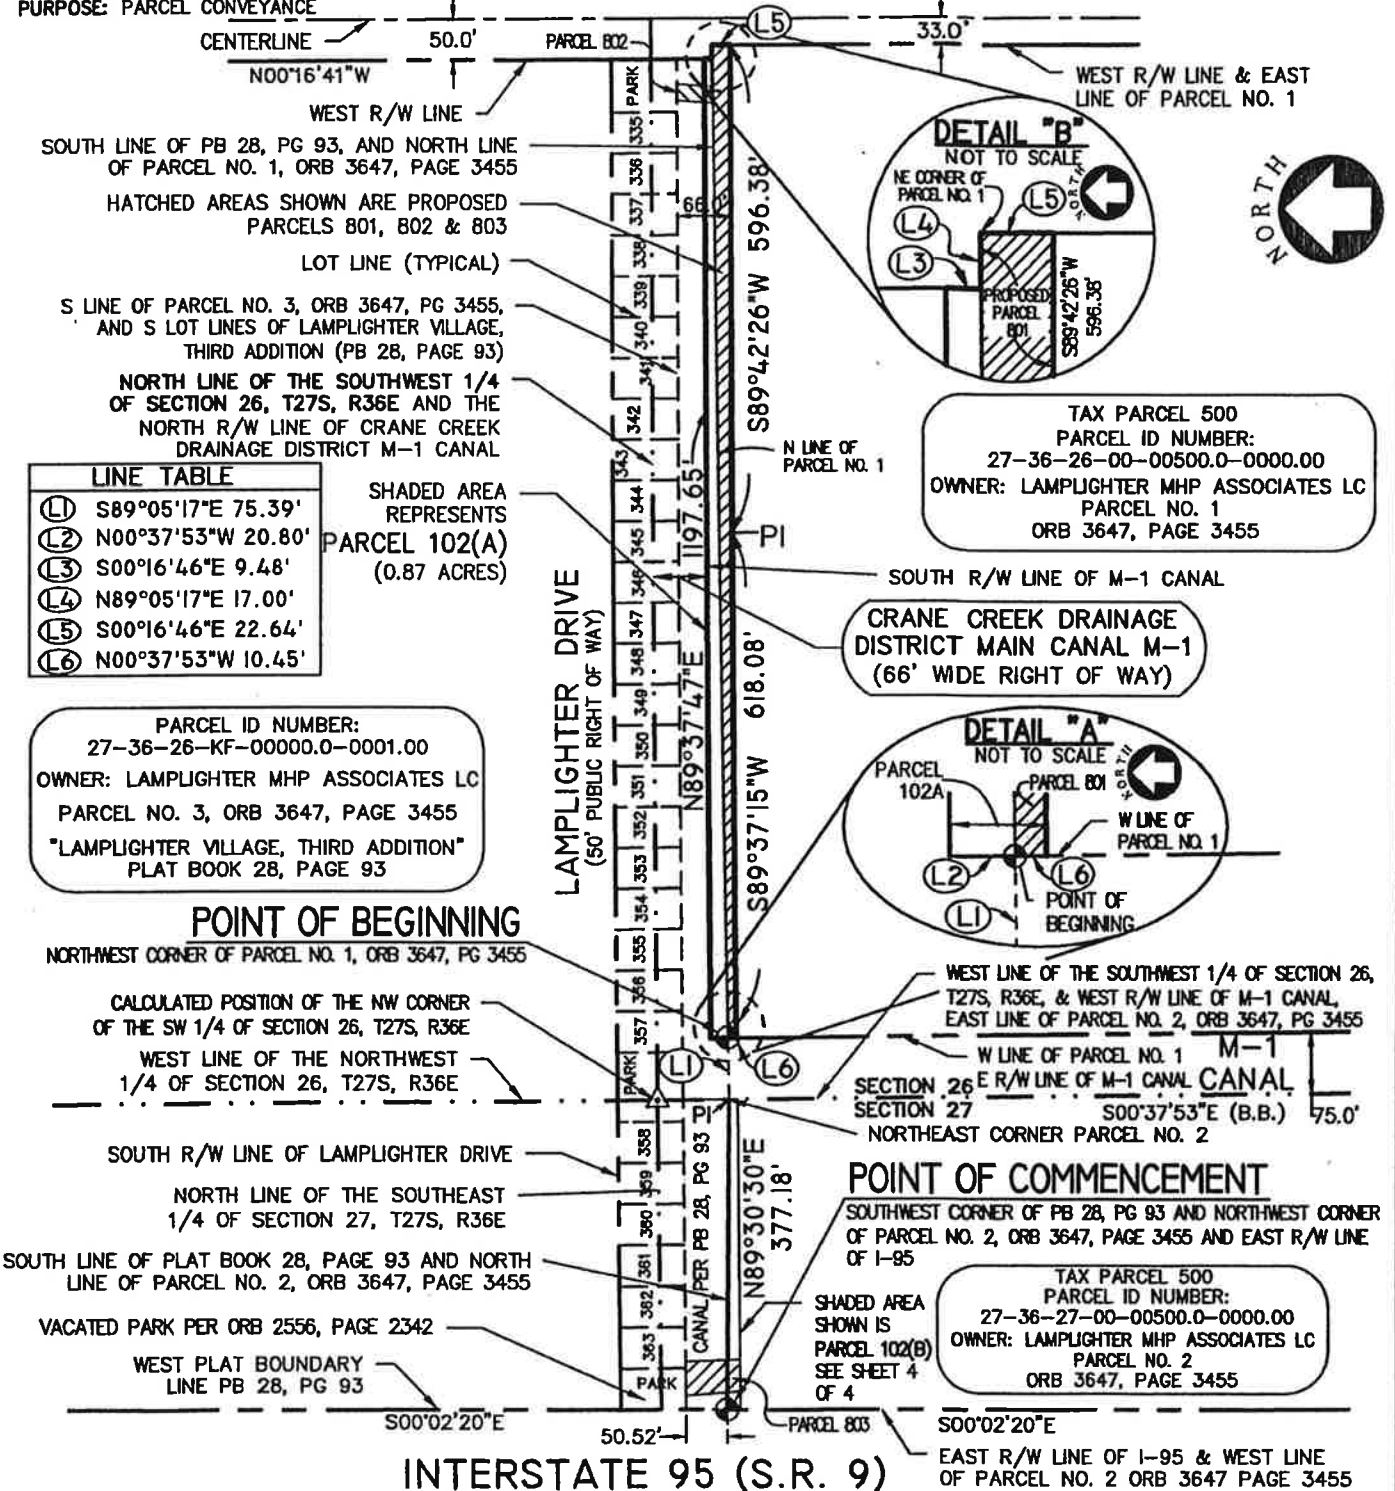 PURPOSE: PARCEL CONVEYANCE
CENTERLINE
50.0'
PARCEL 802
L5
33.0'
N00°16'41"W
WEST R/W LINE
WEST R/W LINE & EAST
LINE OF PARCEL NO. 1
SOUTH LINE OF PB 28, PG 93, AND NORTH LINE
OF PARCEL NO. 1, ORB 3647, PAGE 3455
HATCHED AREAS SHOWN ARE PROPOSED
PARCELS 801, 802 & 803
LOT LINE (TYPICAL)
S LINE OF PARCEL NO. 3, ORB 3647, PG 3455,
AND S LOT LINES OF LAMPLIGHTER VILLAGE,
THIRD ADDITION (PB 28, PAGE 93)
NORTH LINE OF THE SOUTHWEST 1/4
OF SECTION 26, T27S, R36E AND THE
NORTH R/W LINE OF CRANE CREEK
DRAINAGE DISTRICT M-1 CANAL
LINE TABLE
L1 S89°05'17"E 75.39'
L2 N00°37'53"W 20.80'
L3 S00°16'46"E 9.48'
L4 N89°05'17"E 17.00'
L5 S00°16'46"E 22.64'
L6 N00°37'53"W 10.45'
SHADED AREA
REPRESENTS
PARCEL 102(A)
(0.87 ACRES)
PARK
335
336
337
338
339
340
341
342
343
344
345
346
347
348
349
350
351
352
353
354
355
356
357
PARK
358
359
360
361
362
363
PARK
66.0'
S89°42'26"W 596.38'
1197.65'
N89°37'47"E
S89°37'15"W 618.08'
LAMPLIGHTER DRIVE
(50' PUBLIC RIGHT OF WAY)
DETAIL "B"
NOT TO SCALE
NE CORNER OF
PARCEL NO. 1
L5
NORTH
L4
L3
PROPOSED
PARCEL
801
S89°42'26"W
596.38'
NORTH
TAX PARCEL 500
PARCEL ID NUMBER:
27-36-26-00-00500.0-0000.00
OWNER: LAMPLIGHTER MHP ASSOCIATES LC
PARCEL NO. 1
ORB 3647, PAGE 3455
N LINE OF
PARCEL NO. 1
PI
SOUTH R/W LINE OF M-1 CANAL
CRANE CREEK DRAINAGE
DISTRICT MAIN CANAL M-1
(66' WIDE RIGHT OF WAY)
PARCEL ID NUMBER:
27-36-26-KF-00000.0-0001.00
OWNER: LAMPLIGHTER MHP ASSOCIATES LC
PARCEL NO. 3, ORB 3647, PAGE 3455
"LAMPLIGHTER VILLAGE, THIRD ADDITION"
PLAT BOOK 28, PAGE 93
DETAIL "A"
NOT TO SCALE
PARCEL
102A
PARCEL 801
NORTH
W LINE OF
PARCEL NO. 1
L2
L6
L1
POINT OF
BEGINNING
POINT OF BEGINNING
NORTHWEST CORNER OF PARCEL NO. 1, ORB 3647, PG 3455
CALCULATED POSITION OF THE NW CORNER
OF THE SW 1/4 OF SECTION 26, T27S, R36E
WEST LINE OF THE NORTHWEST
1/4 OF SECTION 26, T27S, R36E
WEST LINE OF THE SOUTHWEST 1/4 OF SECTION 26,
T27S, R36E, & WEST R/W LINE OF M-1 CANAL,
EAST LINE OF PARCEL NO. 2, ORB 3647, PG 3455
L1
L6
W LINE OF PARCEL NO. 1
E R/W LINE OF M-1 CANAL
M-1
CANAL
SECTION 26
SECTION 27
S00°37'53"E (B.B.)
75.0'
PI
NORTHEAST CORNER PARCEL NO. 2
SOUTH R/W LINE OF LAMPLIGHTER DRIVE
NORTH LINE OF THE SOUTHEAST
1/4 OF SECTION 27, T27S, R36E
SOUTH LINE OF PLAT BOOK 28, PAGE 93 AND NORTH
LINE OF PARCEL NO. 2, ORB 3647, PAGE 3455
VACATED PARK PER ORB 2556, PAGE 2342
WEST PLAT BOUNDARY
LINE PB 28, PG 93
CANAL PER PB 28, PG 93
N89°30'30"E
377.18'
POINT OF COMMENCEMENT
SOUTHWEST CORNER OF PB 28, PG 93 AND NORTHWEST CORNER
OF PARCEL NO. 2, ORB 3647, PAGE 3455 AND EAST R/W LINE
OF I-95
SHADED AREA
SHOWN IS
PARCEL 102(B)
SEE SHEET 4
OF 4
TAX PARCEL 500
PARCEL ID NUMBER:
27-36-27-00-00500.0-0000.00
OWNER: LAMPLIGHTER MHP ASSOCIATES LC
PARCEL NO. 2
ORB 3647, PAGE 3455
S00°02'20"E
50.52'
PARCEL 803
S00°02'20"E
EAST R/W LINE OF I-95 & WEST LINE
OF PARCEL NO. 2 ORB 3647 PAGE 3455
INTERSTATE 95 (S.R. 9)